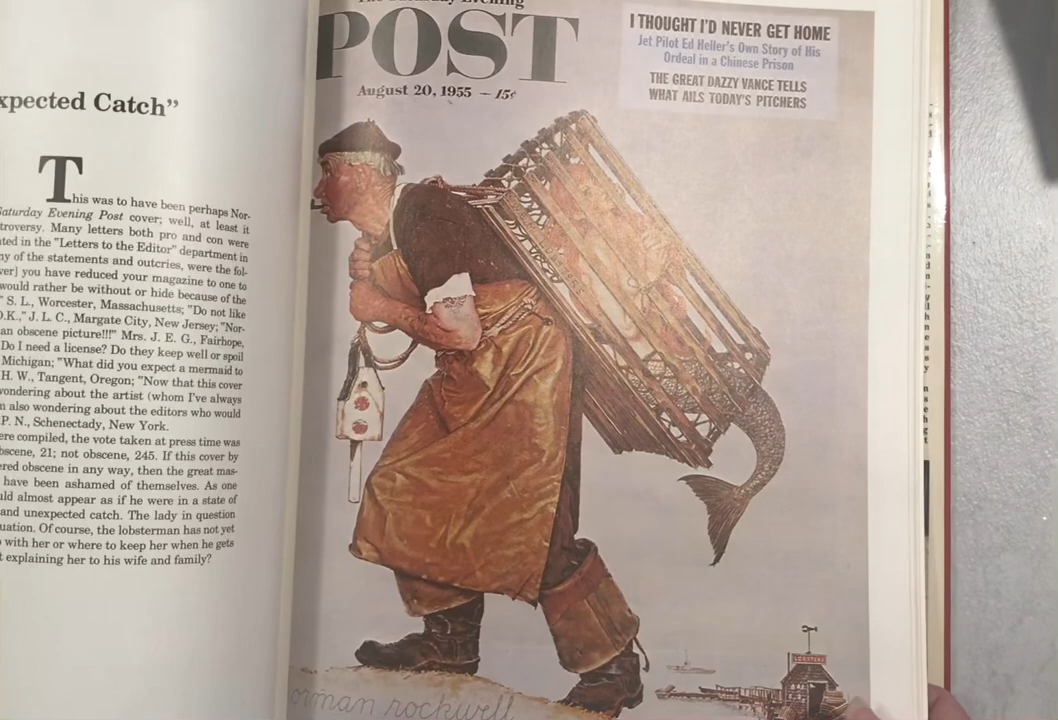 xpected Catch"
This was to have been perhaps Nor-
Saturday Evening Post cover; well, at least it
troversy. Many letters both pro and con were
ted in the "Letters to the Editor" department in
ny of the statements and outcries, were the fol-
ver] you have reduced your magazine to one to
would rather be without or hide because of the
" S. L., Worcester, Massachusetts; "Do not like
O.K.," J. L. C., Margate City, New Jersey; "Nor-
an obscene picture!!!" Mrs. J. E. G., Fairhope,
Do I need a license? Do they keep well or spoil
Michigan; "What did you expect a mermaid to
H. W., Tangent, Oregon; "Now that this cover
wondering about the artist (whom I've always
also wondering about the editors who would
P. N., Schenectady, New York.
ere compiled, the vote taken at press time was
bscene, 21; not obscene, 245. If this cover by
ered obscene in any way, then the great mas-
have been ashamed of themselves. As one
uld almost appear as if he were in a state of
and unexpected catch. The lady in question
uation. Of course, the lobsterman has not yet
with her or where to keep her when he gets
t explaining her to his wife and family?
POST
August 20, 1955 – 15¢
I THOUGHT I'D NEVER GET HOME
Jet Pilot Ed Heller's Own Story of His
Ordeal in a Chinese Prison
THE GREAT DAZZY VANCE TELLS
WHAT AILS TODAY'S PITCHERS
LOBSTERS
orman rockwell